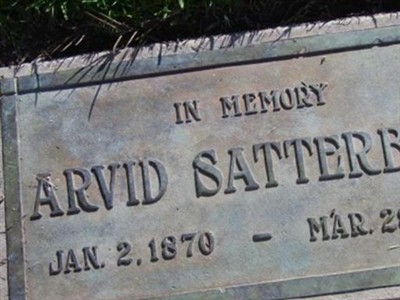 IN MEMORY
ARVID SATTERB
JAN. 2, 1870 – MAR. 2